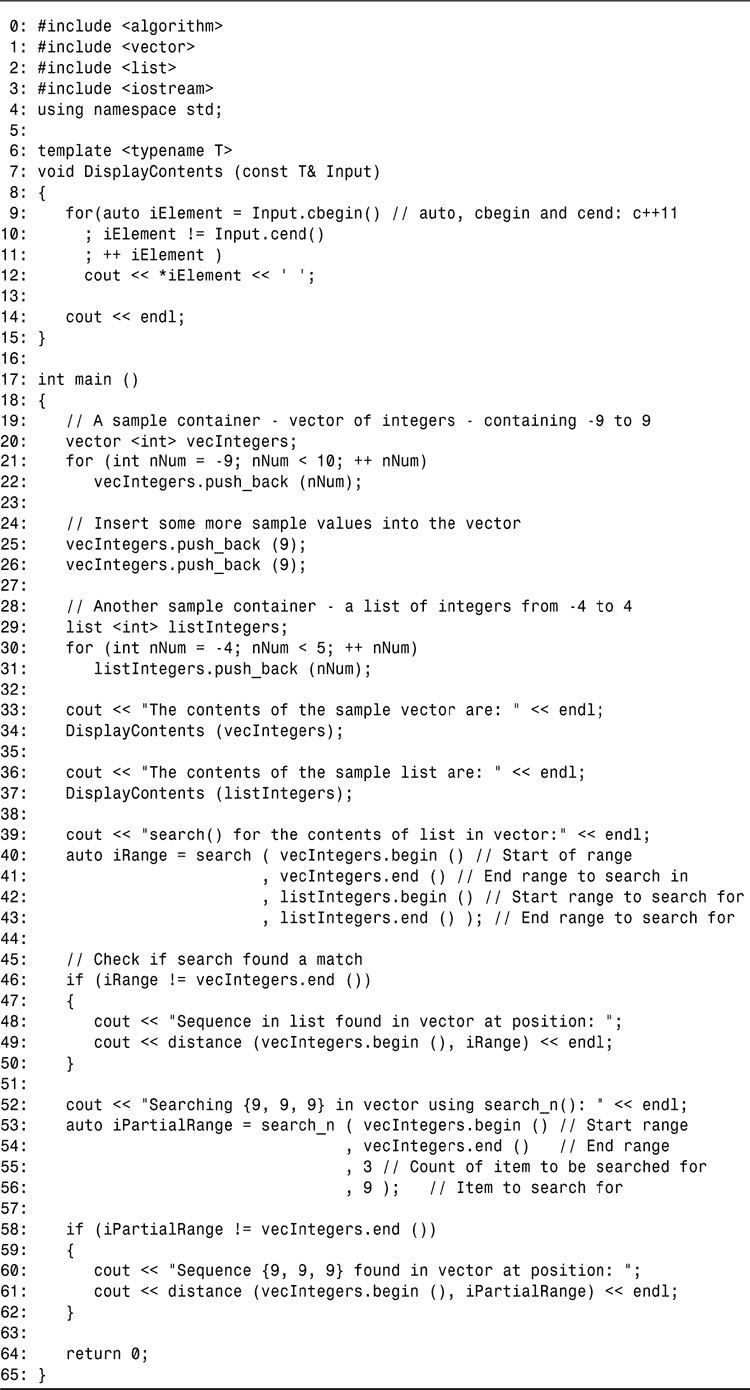 0: #include <algorithm>
1: #include <vector>
2: #include <list>
3: #include <iostream>
4: using namespace std;
5:
6: template <typename T>
7: void DisplayContents (const T& Input)
8: {
9:    for(auto iElement = Input.cbegin() // auto, cbegin and cend: c++11
10:      ; iElement != Input.cend()
11:      ; ++ iElement )
12:      cout << *iElement << ' ';
13:
14:    cout << endl;
15: }
16:
17: int main ()
18: {
19:    // A sample container - vector of integers - containing -9 to 9
20:    vector <int> vecIntegers;
21:    for (int nNum = -9; nNum < 10; ++ nNum)
22:       vecIntegers.push_back (nNum);
23:
24:    // Insert some more sample values into the vector
25:    vecIntegers.push_back (9);
26:    vecIntegers.push_back (9);
27:
28:    // Another sample container - a list of integers from -4 to 4
29:    list <int> listIntegers;
30:    for (int nNum = -4; nNum < 5; ++ nNum)
31:       listIntegers.push_back (nNum);
32:
33:    cout << "The contents of the sample vector are: " << endl;
34:    DisplayContents (vecIntegers);
35:
36:    cout << "The contents of the sample list are: " << endl;
37:    DisplayContents (listIntegers);
38:
39:    cout << "search() for the contents of list in vector:" << endl;
40:    auto iRange = search ( vecIntegers.begin () // Start of range
41:                         , vecIntegers.end () // End range to search in
42:                         , listIntegers.begin () // Start range to search for
43:                         , listIntegers.end () ); // End range to search for
44:
45:    // Check if search found a match
46:    if (iRange != vecIntegers.end ())
47:    {
48:       cout << "Sequence in list found in vector at position: ";
49:       cout << distance (vecIntegers.begin (), iRange) << endl;
50:    }
51:
52:    cout << "Searching {9, 9, 9} in vector using search_n(): " << endl;
53:    auto iPartialRange = search_n ( vecIntegers.begin () // Start range
54:                                  , vecIntegers.end ()   // End range
55:                                  , 3 // Count of item to be searched for
56:                                  , 9 );   // Item to search for
57:
58:    if (iPartialRange != vecIntegers.end ())
59:    {
60:       cout << "Sequence {9, 9, 9} found in vector at position: ";
61:       cout << distance (vecIntegers.begin (), iPartialRange) << endl;
62:    }
63:
64:    return 0;
65: }